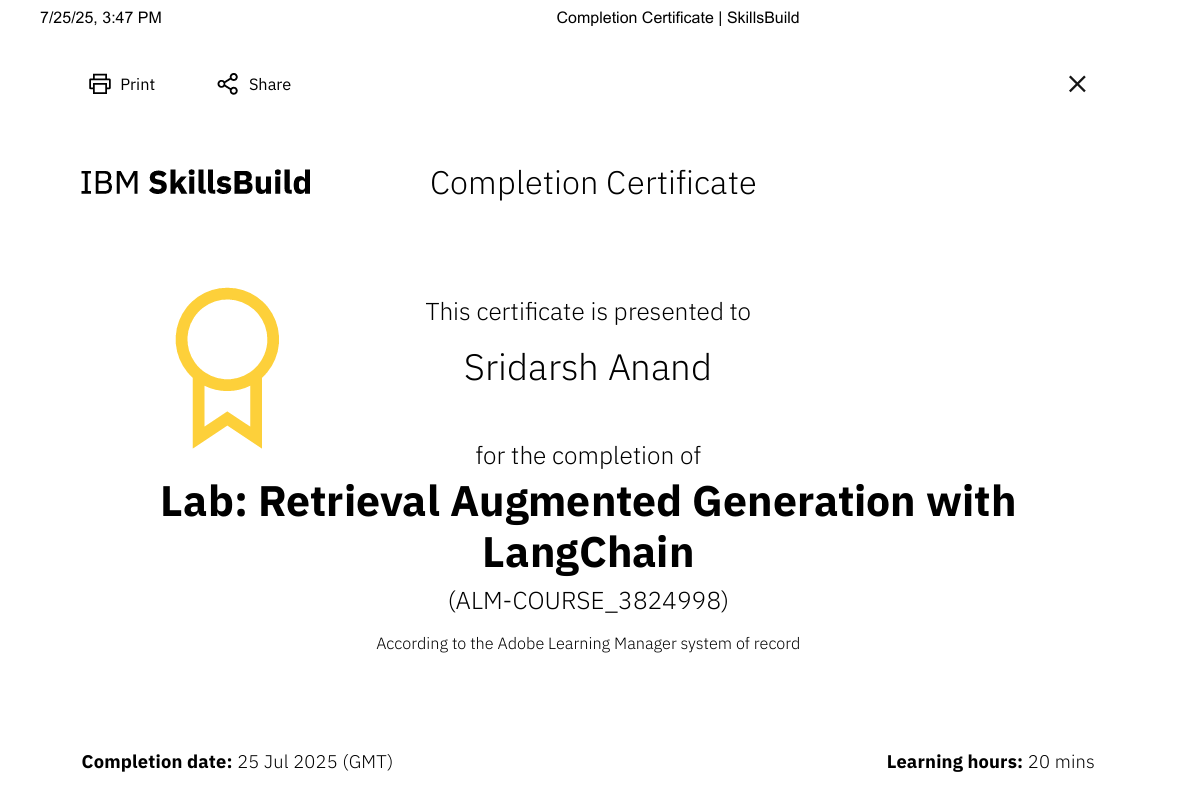 7/25/25, 3:47 PM
Completion Certificate | SkillsBuild
Print
Share
IBM SkillsBuild
Completion Certificate
This certificate is presented to
Sridarsh Anand
for the completion of
Lab: Retrieval Augmented Generation with
LangChain
(ALM-COURSE_3824998)
According to the Adobe Learning Manager system of record
Completion date: 25 Jul 2025 (GMT)
Learning hours: 20 mins